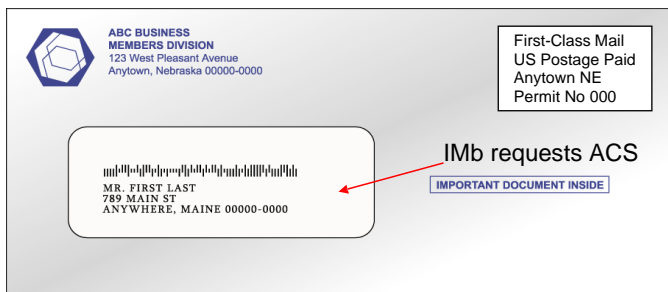 ABC BUSINESS
MEMBERS DIVISION
123 West Pleasant Avenue
Anytown, Nebraska 00000-0000
First-Class Mail
US Postage Paid
Anytown NE
Permit No 000
IMb requests ACS
IMPORTANT DOCUMENT INSIDE
MR. FIRST LAST
789 MAIN ST
ANYWHERE, MAINE 00000-0000